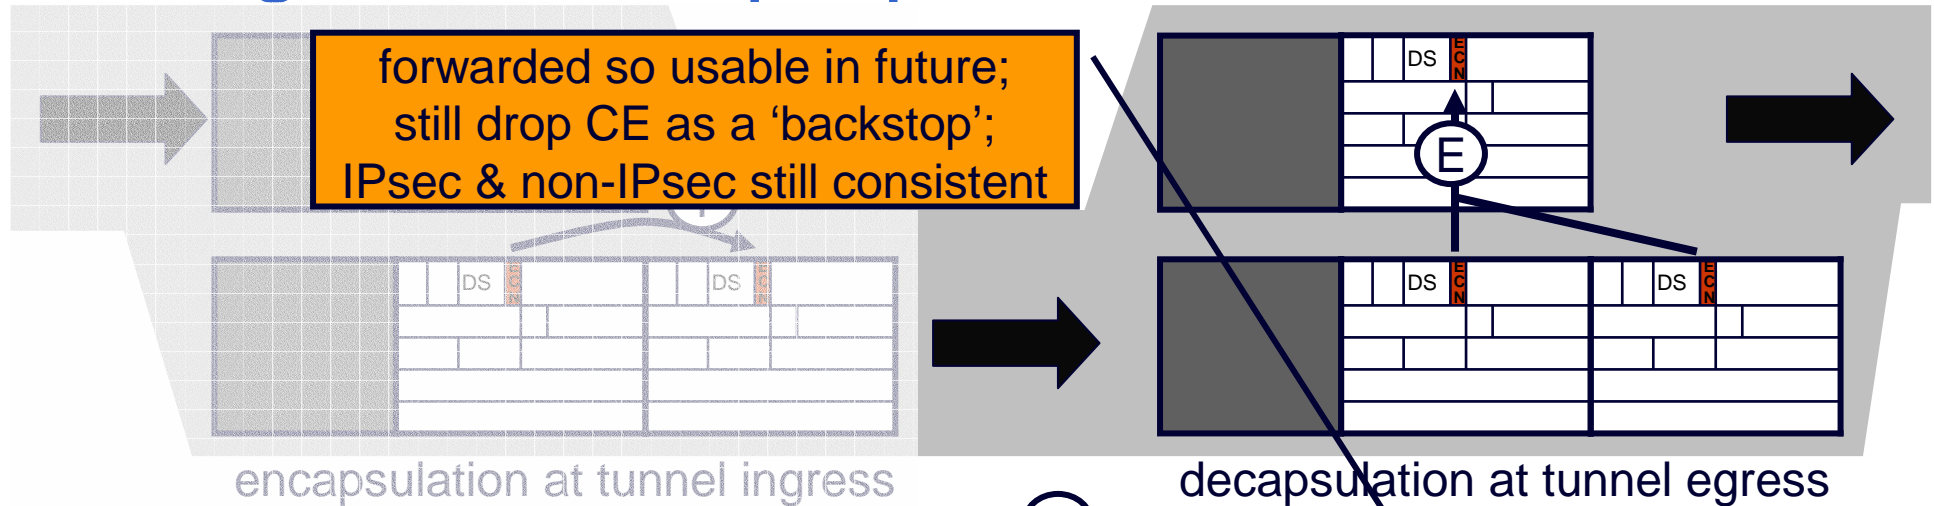 forwarded so usable in future;
still drop CE as a ‘backstop’;
IPsec & non-IPsec still consistent
DS ECN
E
DS ECN
DS ECN
DS ECN
DS ECN
encapsulation at tunnel ingress
decapsulation at tunnel egress